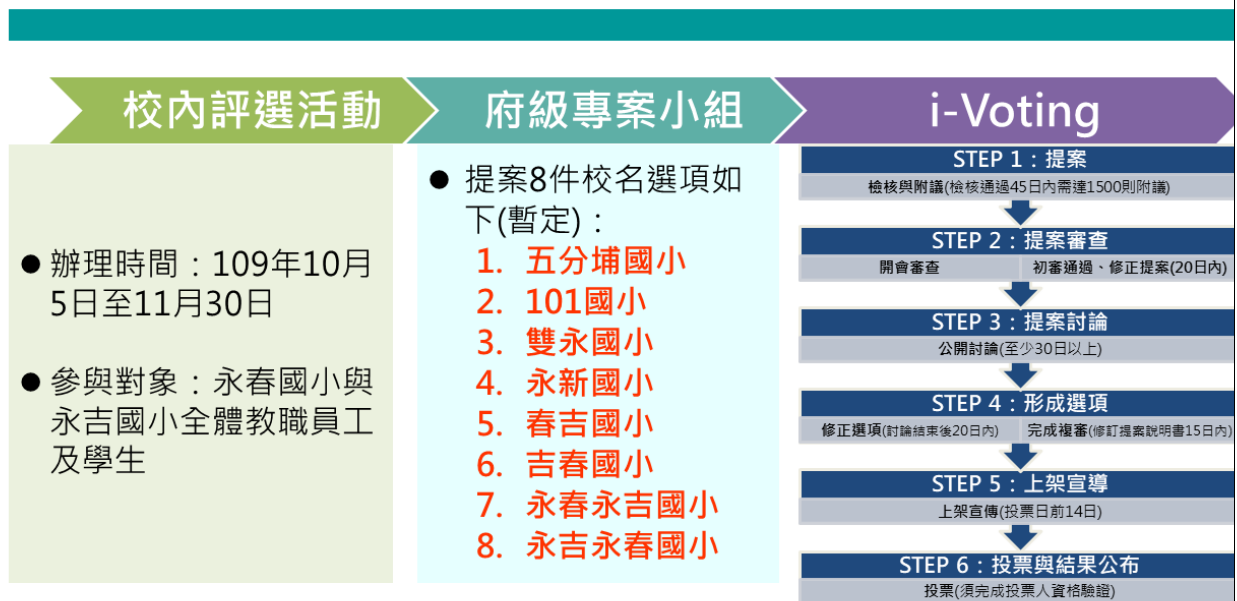 校內評選活動
府級專案小組
i-Voting
● 辦理時間：109年10月
5日至11月30日
● 參與對象：永春國小與
永吉國小全體教職員工
及學生
● 提案8件校名選項如
下(暫定)：
1. 五分埔國小
2. 101國小
3. 雙永國小
4. 永新國小
5. 春吉國小
6. 吉春國小
7. 永春永吉國小
8. 永吉永春國小
STEP 1：提案
檢核與附議(檢核通過45日內需達1500則附議)
STEP 2：提案審查
開會審查
初審通過、修正提案(20日內)
STEP 3：提案討論
公開討論(至少30日以上)
STEP 4：形成選項
修正選項(討論結束後20日內)
完成複審(修訂提案說明書15日內)
STEP 5：上架宣導
上架宣傳(投票日前14日)
STEP 6：投票與結果公布
投票(須完成投票人資格驗證)